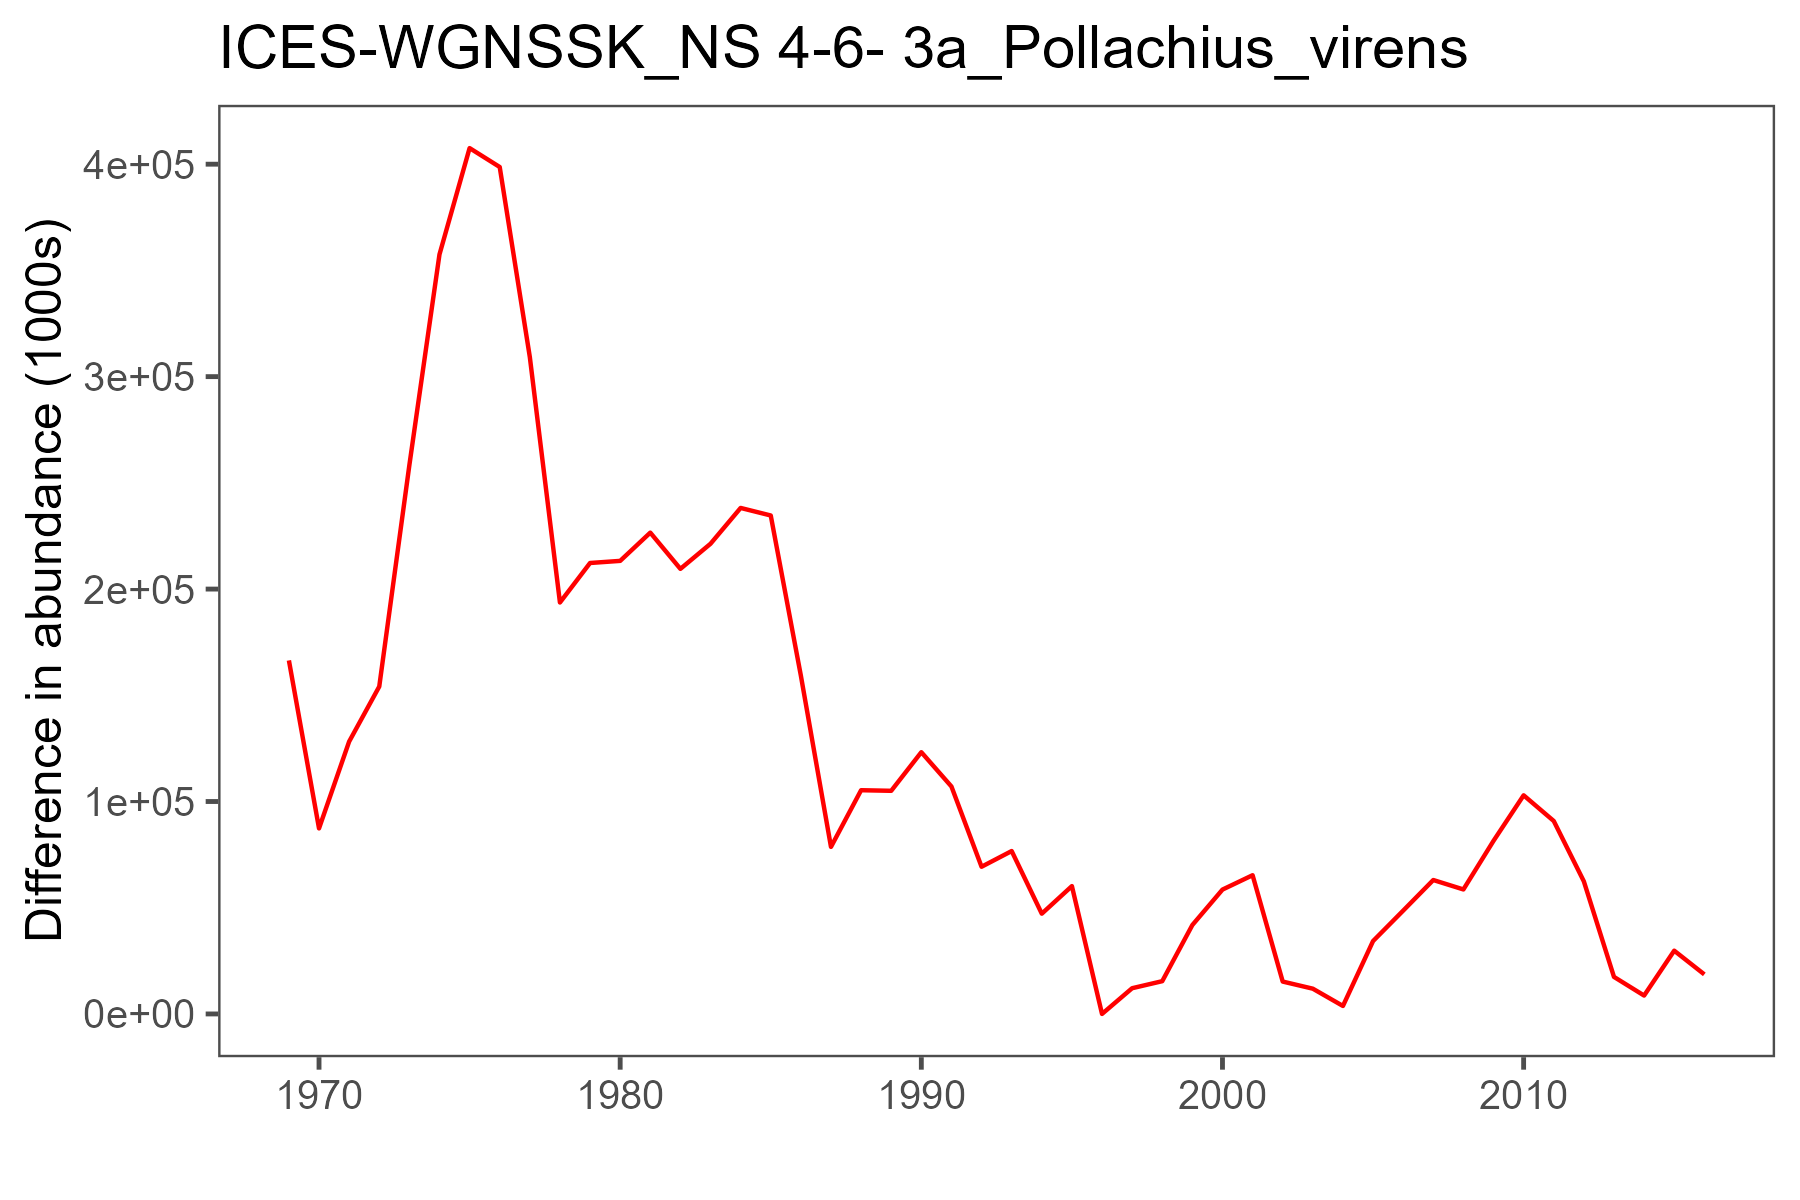 ICES-WGNSSK_NS 4-6- 3a_Pollachius_virens
Difference in abundance (1000s)
4e+05
3e+05
2e+05
1e+05
0e+00
1970 1980 1990 2000 2010